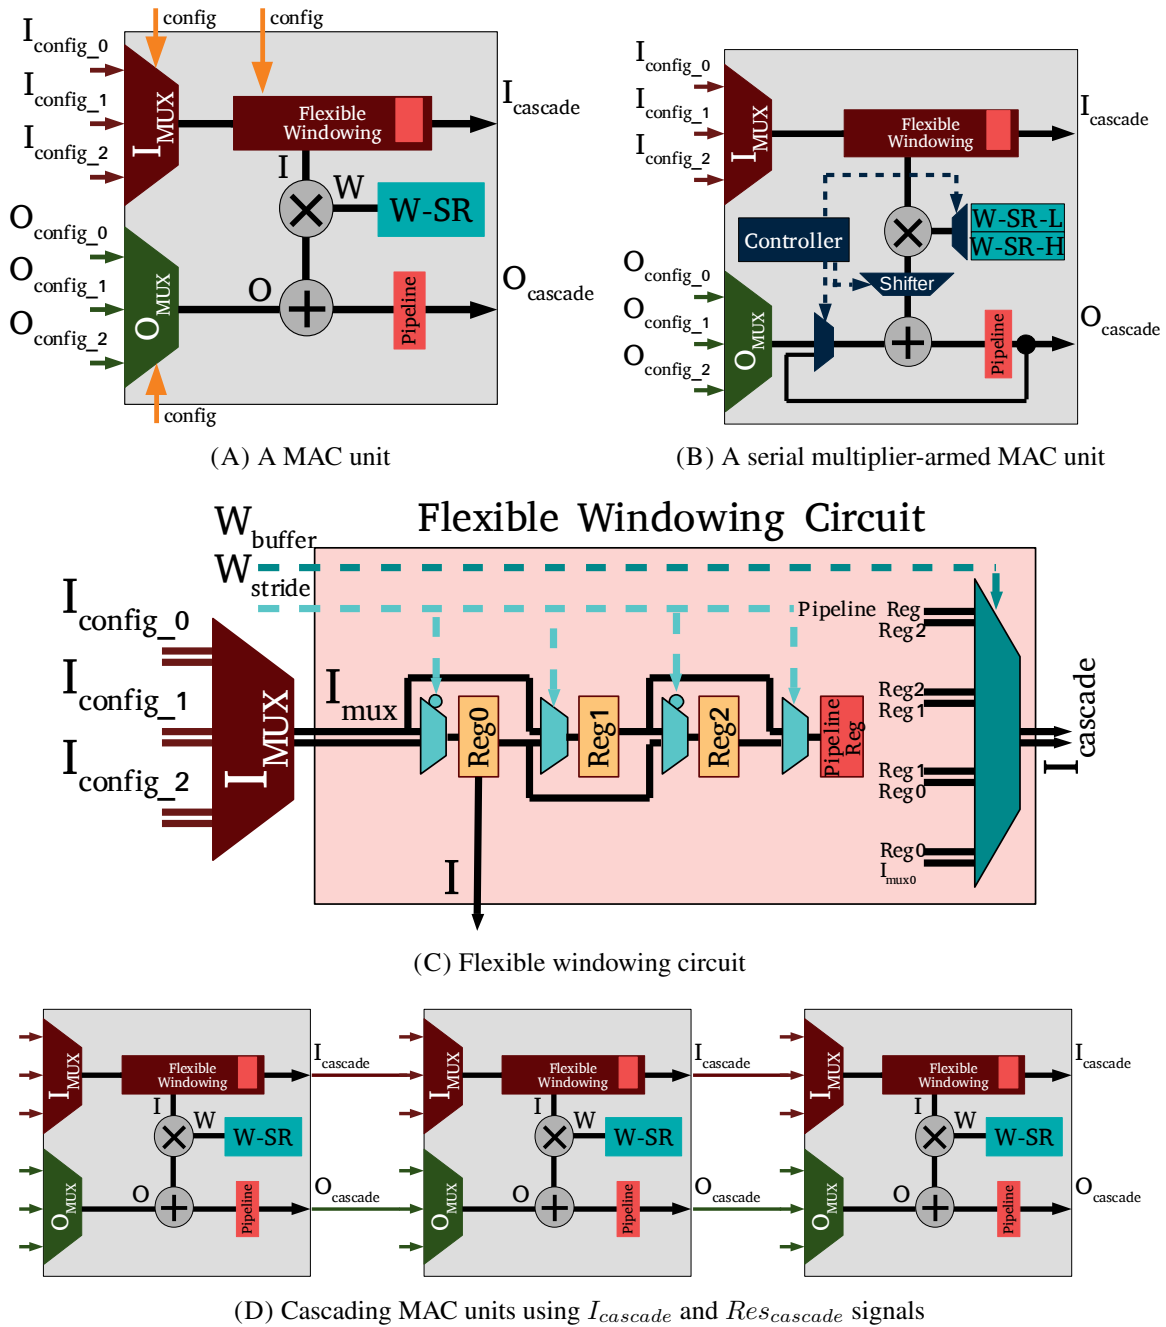 config
config
I config_0
I config_1
I config_2
I MUX
Flexible Windowing
I cascade
I
W
W-SR
O config_0
O config_1
O config_2
O MUX
O
Pipeline
O cascade
config
(A) A MAC unit
I config_0
I config_1
I config_2
I MUX
Flexible Windowing
I cascade
W-SR-L
W-SR-H
Controller
Shifter
O config_0
O config_1
O config_2
O MUX
Pipeline
O cascade
(B) A serial multiplier-armed MAC unit
Flexible Windowing Circuit
W buffer
W stride
I config_0
I config_1
I config_2
I MUX
I mux
Reg0
Reg1
Reg2
Pipeline Reg
I
Pipeline Reg
Reg2
Reg2
Reg1
Reg1
Reg0
Reg0
I mux0
I cascade
(C) Flexible windowing circuit
I MUX
Flexible Windowing
I cascade
I
W
W-SR
O MUX
O
Pipeline
O cascade
I MUX
Flexible Windowing
I cascade
I
W
W-SR
O MUX
O
Pipeline
O cascade
I MUX
Flexible Windowing
I cascade
I
W
W-SR
O MUX
O
Pipeline
O cascade
(D) Cascading MAC units using I cascade and Res cascade signals